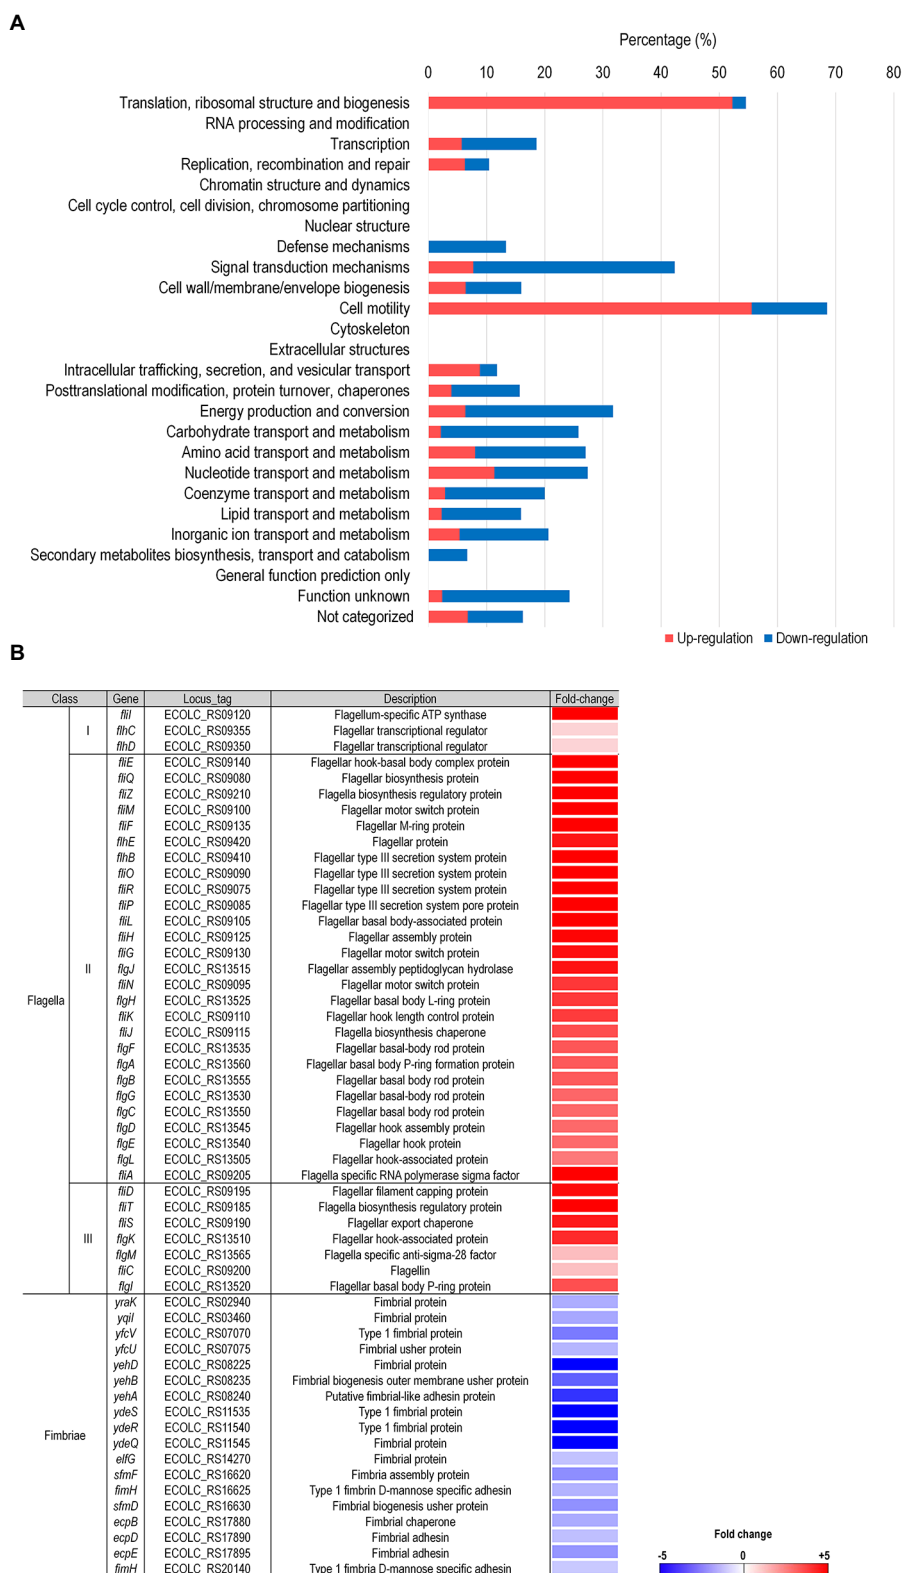 A
Percentage (%)
0 10 20 30 40 50 60 70 80
Translation, ribosomal structure and biogenesis
RNA processing and modification
Transcription
Replication, recombination and repair
Chromatin structure and dynamics
Cell cycle control, cell division, chromosome partitioning
Nuclear structure
Defense mechanisms
Signal transduction mechanisms
Cell wall/membrane/envelope biogenesis
Cell motility
Cytoskeleton
Extracellular structures
Intracellular trafficking, secretion, and vesicular transport
Posttranslational modification, protein turnover, chaperones
Energy production and conversion
Carbohydrate transport and metabolism
Amino acid transport and metabolism
Nucleotide transport and metabolism
Coenzyme transport and metabolism
Lipid transport and metabolism
Inorganic ion transport and metabolism
Secondary metabolites biosynthesis, transport and catabolism
General function prediction only
Function unknown
Not categorized
Up-regulation Down-regulation
B
Class Gene Locus_tag Description Fold-change
fliI ECOLC_RS09120 Flagellum-specific ATP synthase
I flhC ECOLC_RS09355 Flagellar transcriptional regulator
flhD ECOLC_RS09350 Flagellar transcriptional regulator
fliE ECOLC_RS09140 Flagellar hook-basal body complex protein
fliQ ECOLC_RS09080 Flagellar biosynthesis protein
fliZ ECOLC_RS09210 Flagella biosynthesis regulatory protein
fliM ECOLC_RS09100 Flagellar motor switch protein
fliF ECOLC_RS09135 Flagellar M-ring protein
flhE ECOLC_RS09420 Flagellar protein
flhB ECOLC_RS09410 Flagellar type III secretion system protein
fliO ECOLC_RS09090 Flagellar type III secretion system protein
fliR ECOLC_RS09075 Flagellar type III secretion system protein
fliP ECOLC_RS09085 Flagellar type III secretion system pore protein
fliL ECOLC_RS09105 Flagellar basal body-associated protein
fliH ECOLC_RS09125 Flagellar assembly protein
fliG ECOLC_RS09130 Flagellar motor switch protein
II flgJ ECOLC_RS13515 Flagellar assembly peptidoglycan hydrolase
fliN ECOLC_RS09095 Flagellar motor switch protein
Flagella flgH ECOLC_RS13525 Flagellar basal body L-ring protein
fliK ECOLC_RS09110 Flagellar hook length control protein
fliJ ECOLC_RS09115 Flagella biosynthesis chaperone
flgF ECOLC_RS13535 Flagellar basal-body rod protein
flgA ECOLC_RS13560 Flagellar basal body P-ring formation protein
flgB ECOLC_RS13555 Flagellar basal body rod protein
flgG ECOLC_RS13530 Flagellar basal-body rod protein
flgC ECOLC_RS13550 Flagellar basal body rod protein
flgD ECOLC_RS13545 Flagellar hook assembly protein
flgE ECOLC_RS13540 Flagellar hook protein
flgL ECOLC_RS13505 Flagellar hook-associated protein
fliA ECOLC_RS09205 Flagella specific RNA polymerase sigma factor
fliD ECOLC_RS09195 Flagellar filament capping protein
fliT ECOLC_RS09185 Flagella biosynthesis regulatory protein
fliS ECOLC_RS09190 Flagellar export chaperone
III flgK ECOLC_RS13510 Flagellar hook-associated protein
flgM ECOLC_RS13565 Flagella specific anti-sigma-28 factor
fliC ECOLC_RS09200 Flagellin
flgI ECOLC_RS13520 Flagellar basal body P-ring protein
yraK ECOLC_RS02940 Fimbrial protein
yqiI ECOLC_RS03460 Fimbrial protein
yfcV ECOLC_RS07070 Type 1 fimbrial protein
yfcU ECOLC_RS07075 Fimbrial usher protein
yehD ECOLC_RS08225 Fimbrial protein
yehB ECOLC_RS08235 Fimbrial biogenesis outer membrane usher protein
yehA ECOLC_RS08240 Putative fimbrial-like adhesin protein
ydeS ECOLC_RS11535 Type 1 fimbrial protein
ydeR ECOLC_RS11540 Type 1 fimbrial protein
Fimbriae ydeQ ECOLC_RS11545 Fimbrial protein
elfG ECOLC_RS14270 Fimbrial protein
sfmF ECOLC_RS16620 Fimbria assembly protein
fimH ECOLC_RS16625 Type 1 fimbrin D-mannose specific adhesin
sfmD ECOLC_RS16630 Fimbrial biogenesis usher protein
ecpB ECOLC_RS17880 Fimbrial chaperone
ecpD ECOLC_RS17890 Fimbrial adhesin
ecpE ECOLC_RS17895 Fimbrial adhesin
fimH ECOLC_RS20140 Type 1 fimbria D-mannose specific adhesin
Fold change
-5 0 +5